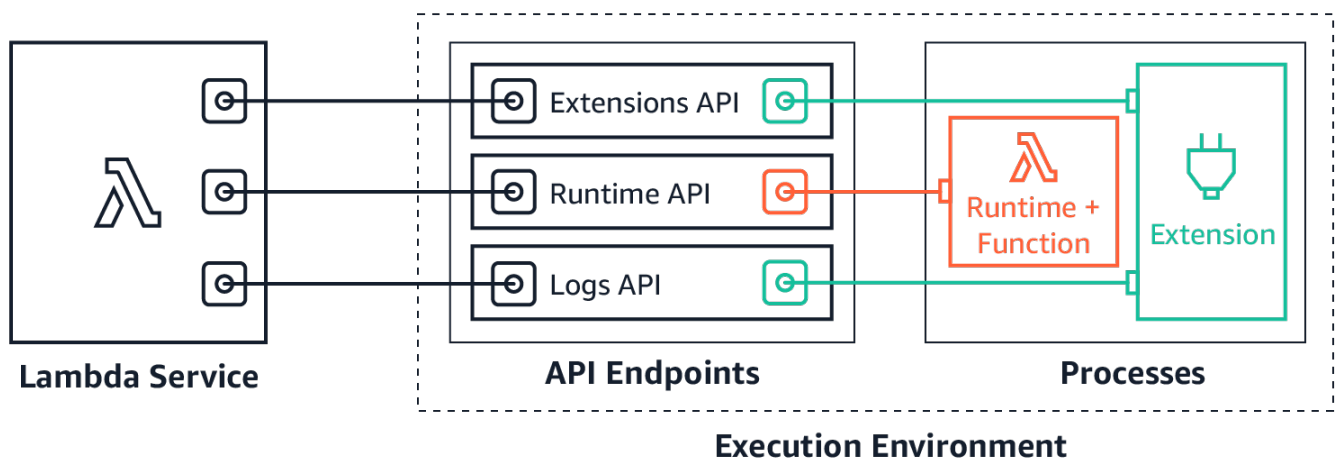 Extensions API
Runtime API
Logs API
Runtime +
Function
Extension
Lambda Service
API Endpoints
Processes
Execution Environment